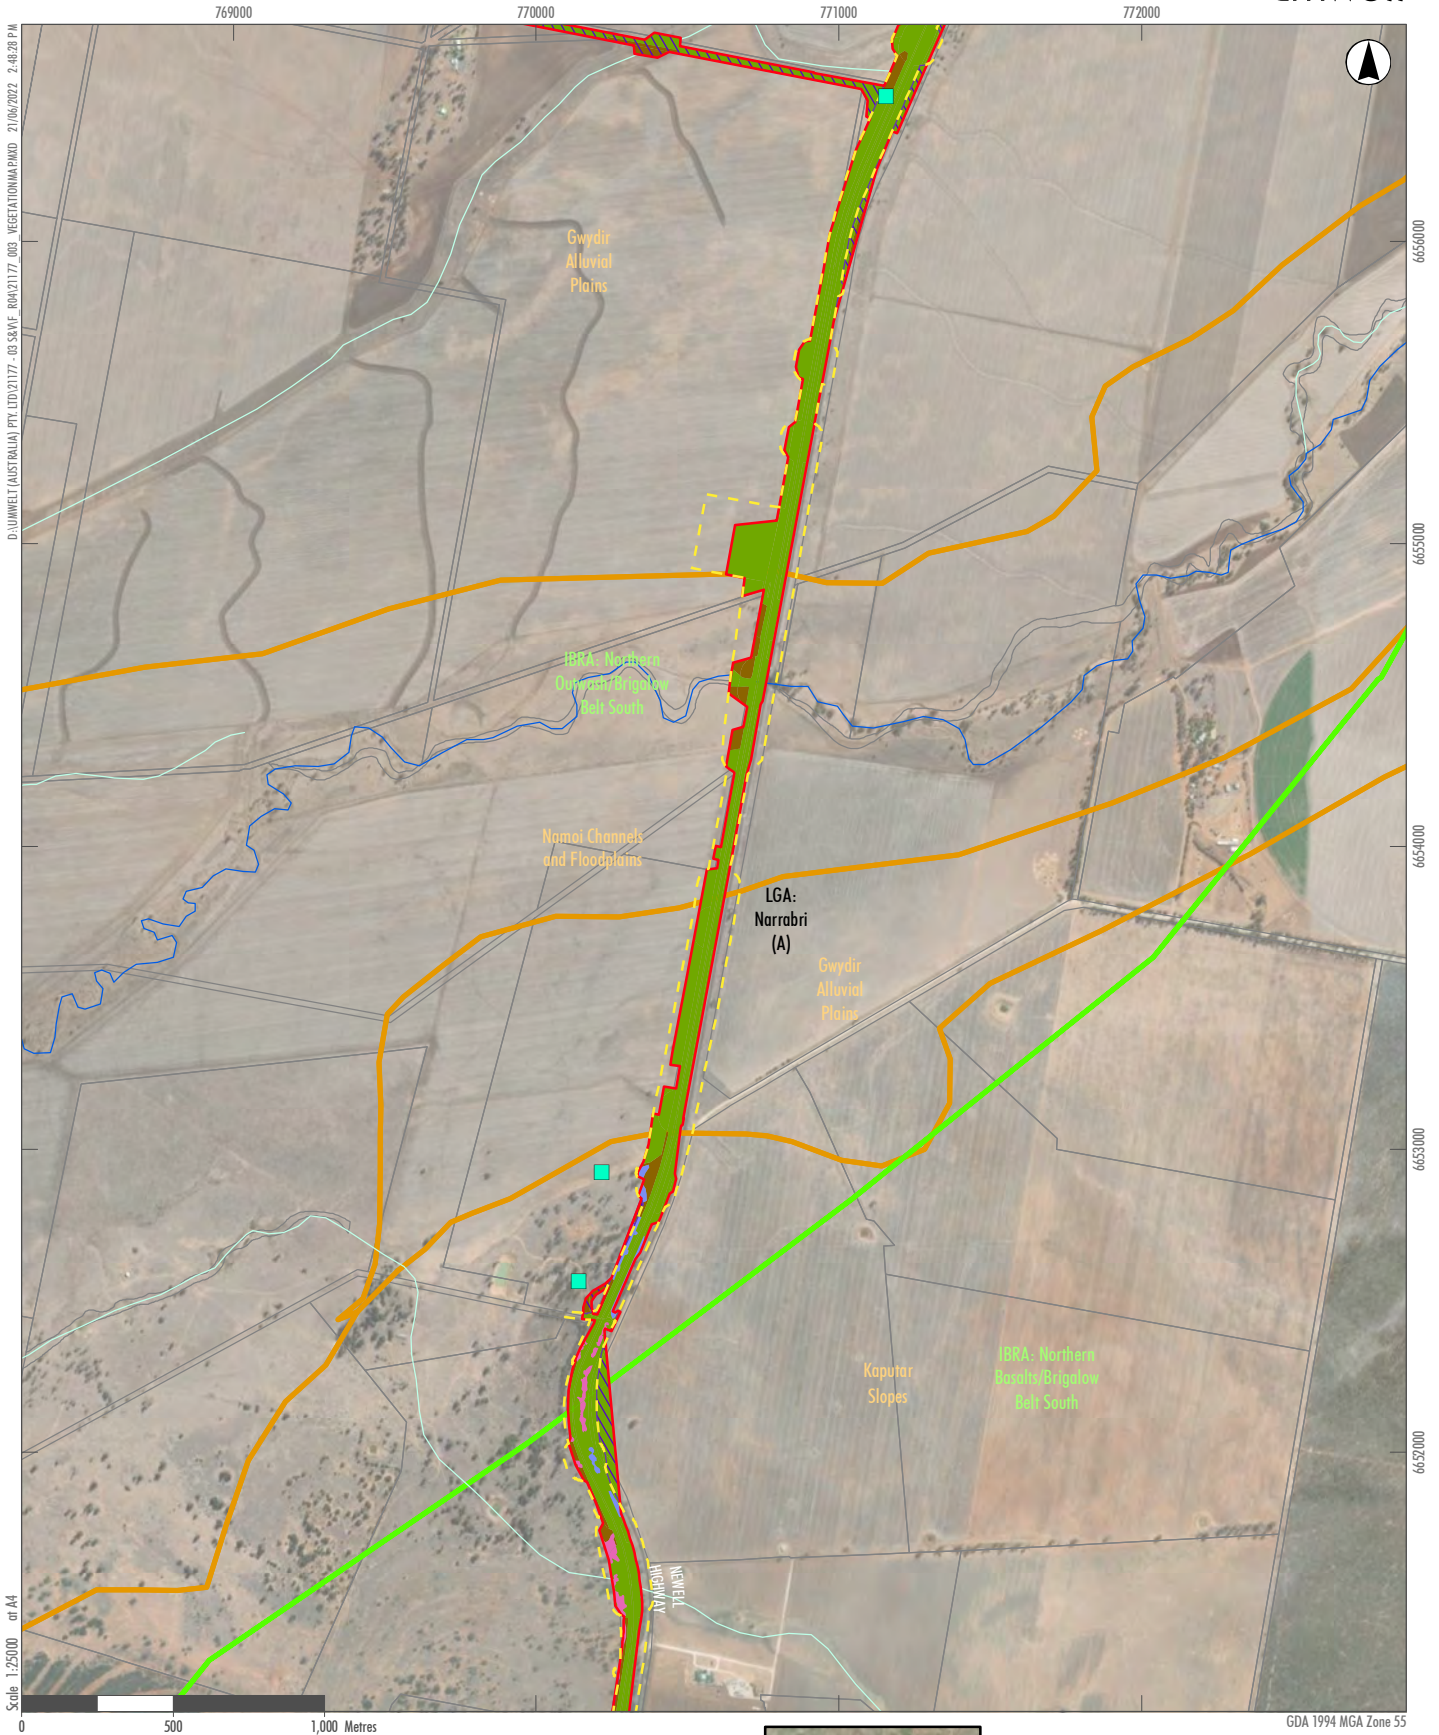 769000
770000
771000
772000
D:\UMWELT (AUSTRALIA) PTY. LTD\21177 - 03 S&V\F_R04\21177_003_VEGETATIONMAP.MXD 21/06/2022 2:48:28 PM
Gwydir
Alluvial
Plains
6656000
6655000
IBRA: Northern
Outwash/Brigalow
Belt South
Namoi Channels
and Floodplains
6654000
LGA:
Narrabri
(A)
Gwydir
Alluvial
Plains
6653000
Kaputar
Slopes
IBRA: Northern
Basalts/Brigalow
Belt South
6652000
NEWELL
HIGHWAY
Scale 1:25000 at A4
0 500 1,000 Metres
GDA 1994 MGA Zone 55